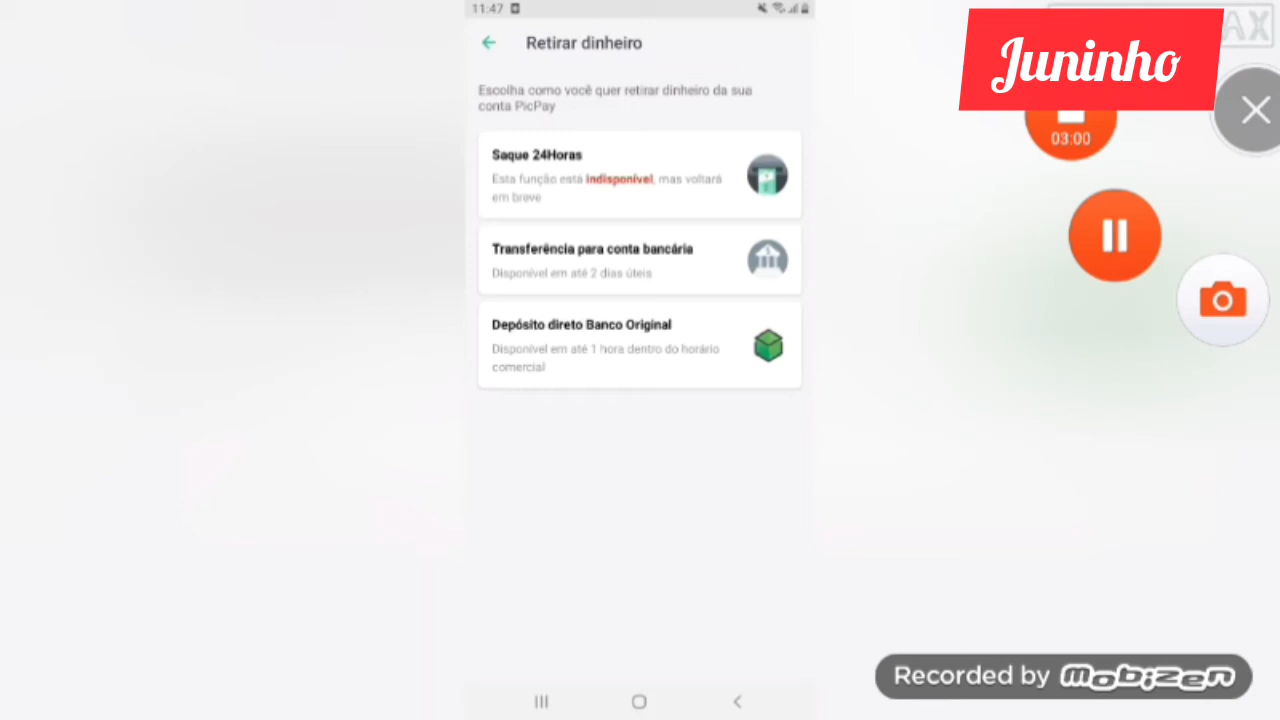 11:47
Retirar dinheiro
Escolha como você quer retirar dinheiro da sua
conta PicPay
Saque 24Horas
Esta função está indisponível, mas voltará
em breve
Transferência para conta bancária
Disponível em até 2 dias úteis
Depósito direto Banco Original
Disponível em até 1 hora dentro do horário
comercial
Juninho
AX
03:00
Recorded by mobizen